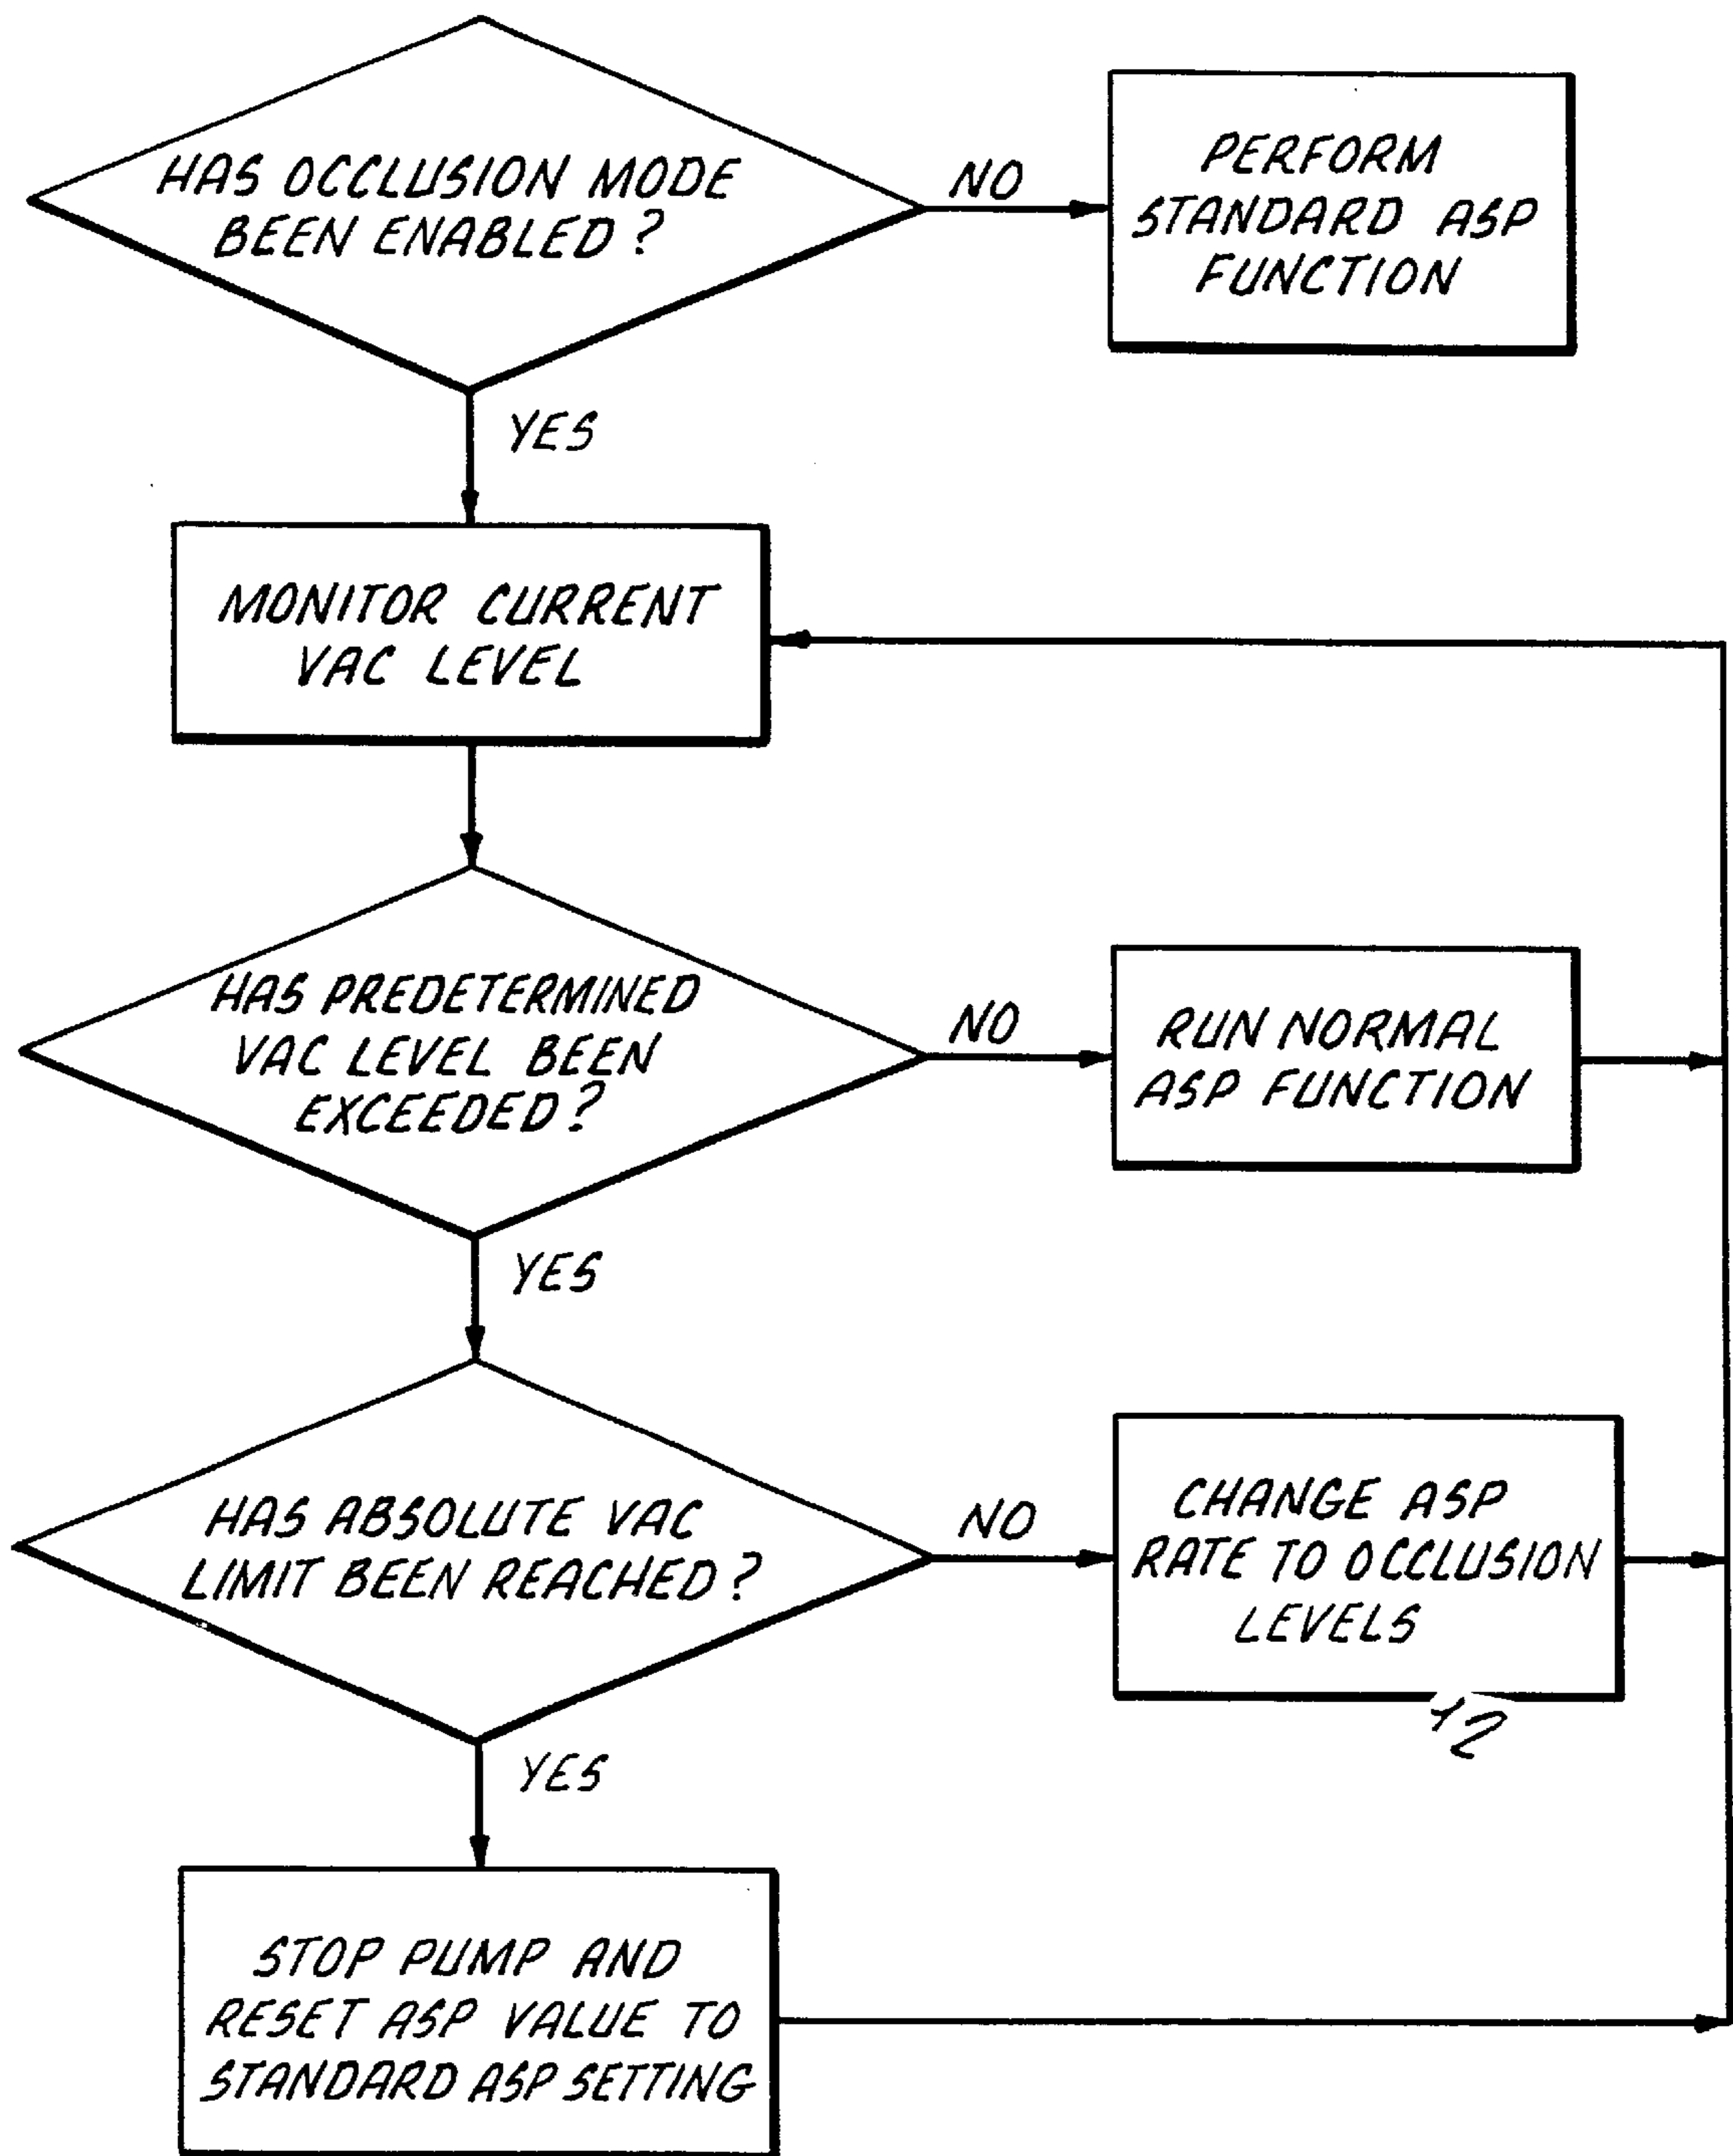 HAS OCCLUSION MODE
BEEN ENABLED?
NO
PERFORM
STANDARD ASP
FUNCTION
YES
MONITOR CURRENT
VAC LEVEL
HAS PREDETERMINED
VAC LEVEL BEEN
EXCEEDED?
NO
RUN NORMAL
ASP FUNCTION
YES
HAS ABSOLUTE VAC
LIMIT BEEN REACHED?
NO
CHANGE ASP
RATE TO OCCLUSION
LEVELS
12
YES
STOP PUMP AND
RESET ASP VALUE TO
STANDARD ASP SETTING